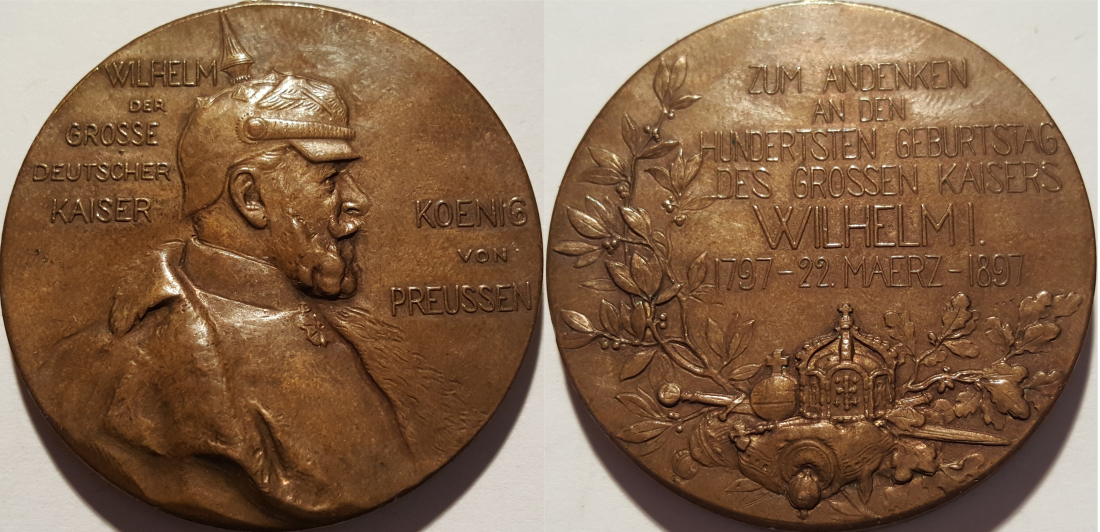 WILHELM
DER
GROSSE
DEUTSCHER
KAISER
KOENIG
VON
PREUSSEN
ZUM ANDENKEN
AN DEN
HUNDERTSTEN GEBURTSTAG
DES GROSSEN KAISERS
WILHELM I.
1797 - 22. MAERZ - 1897